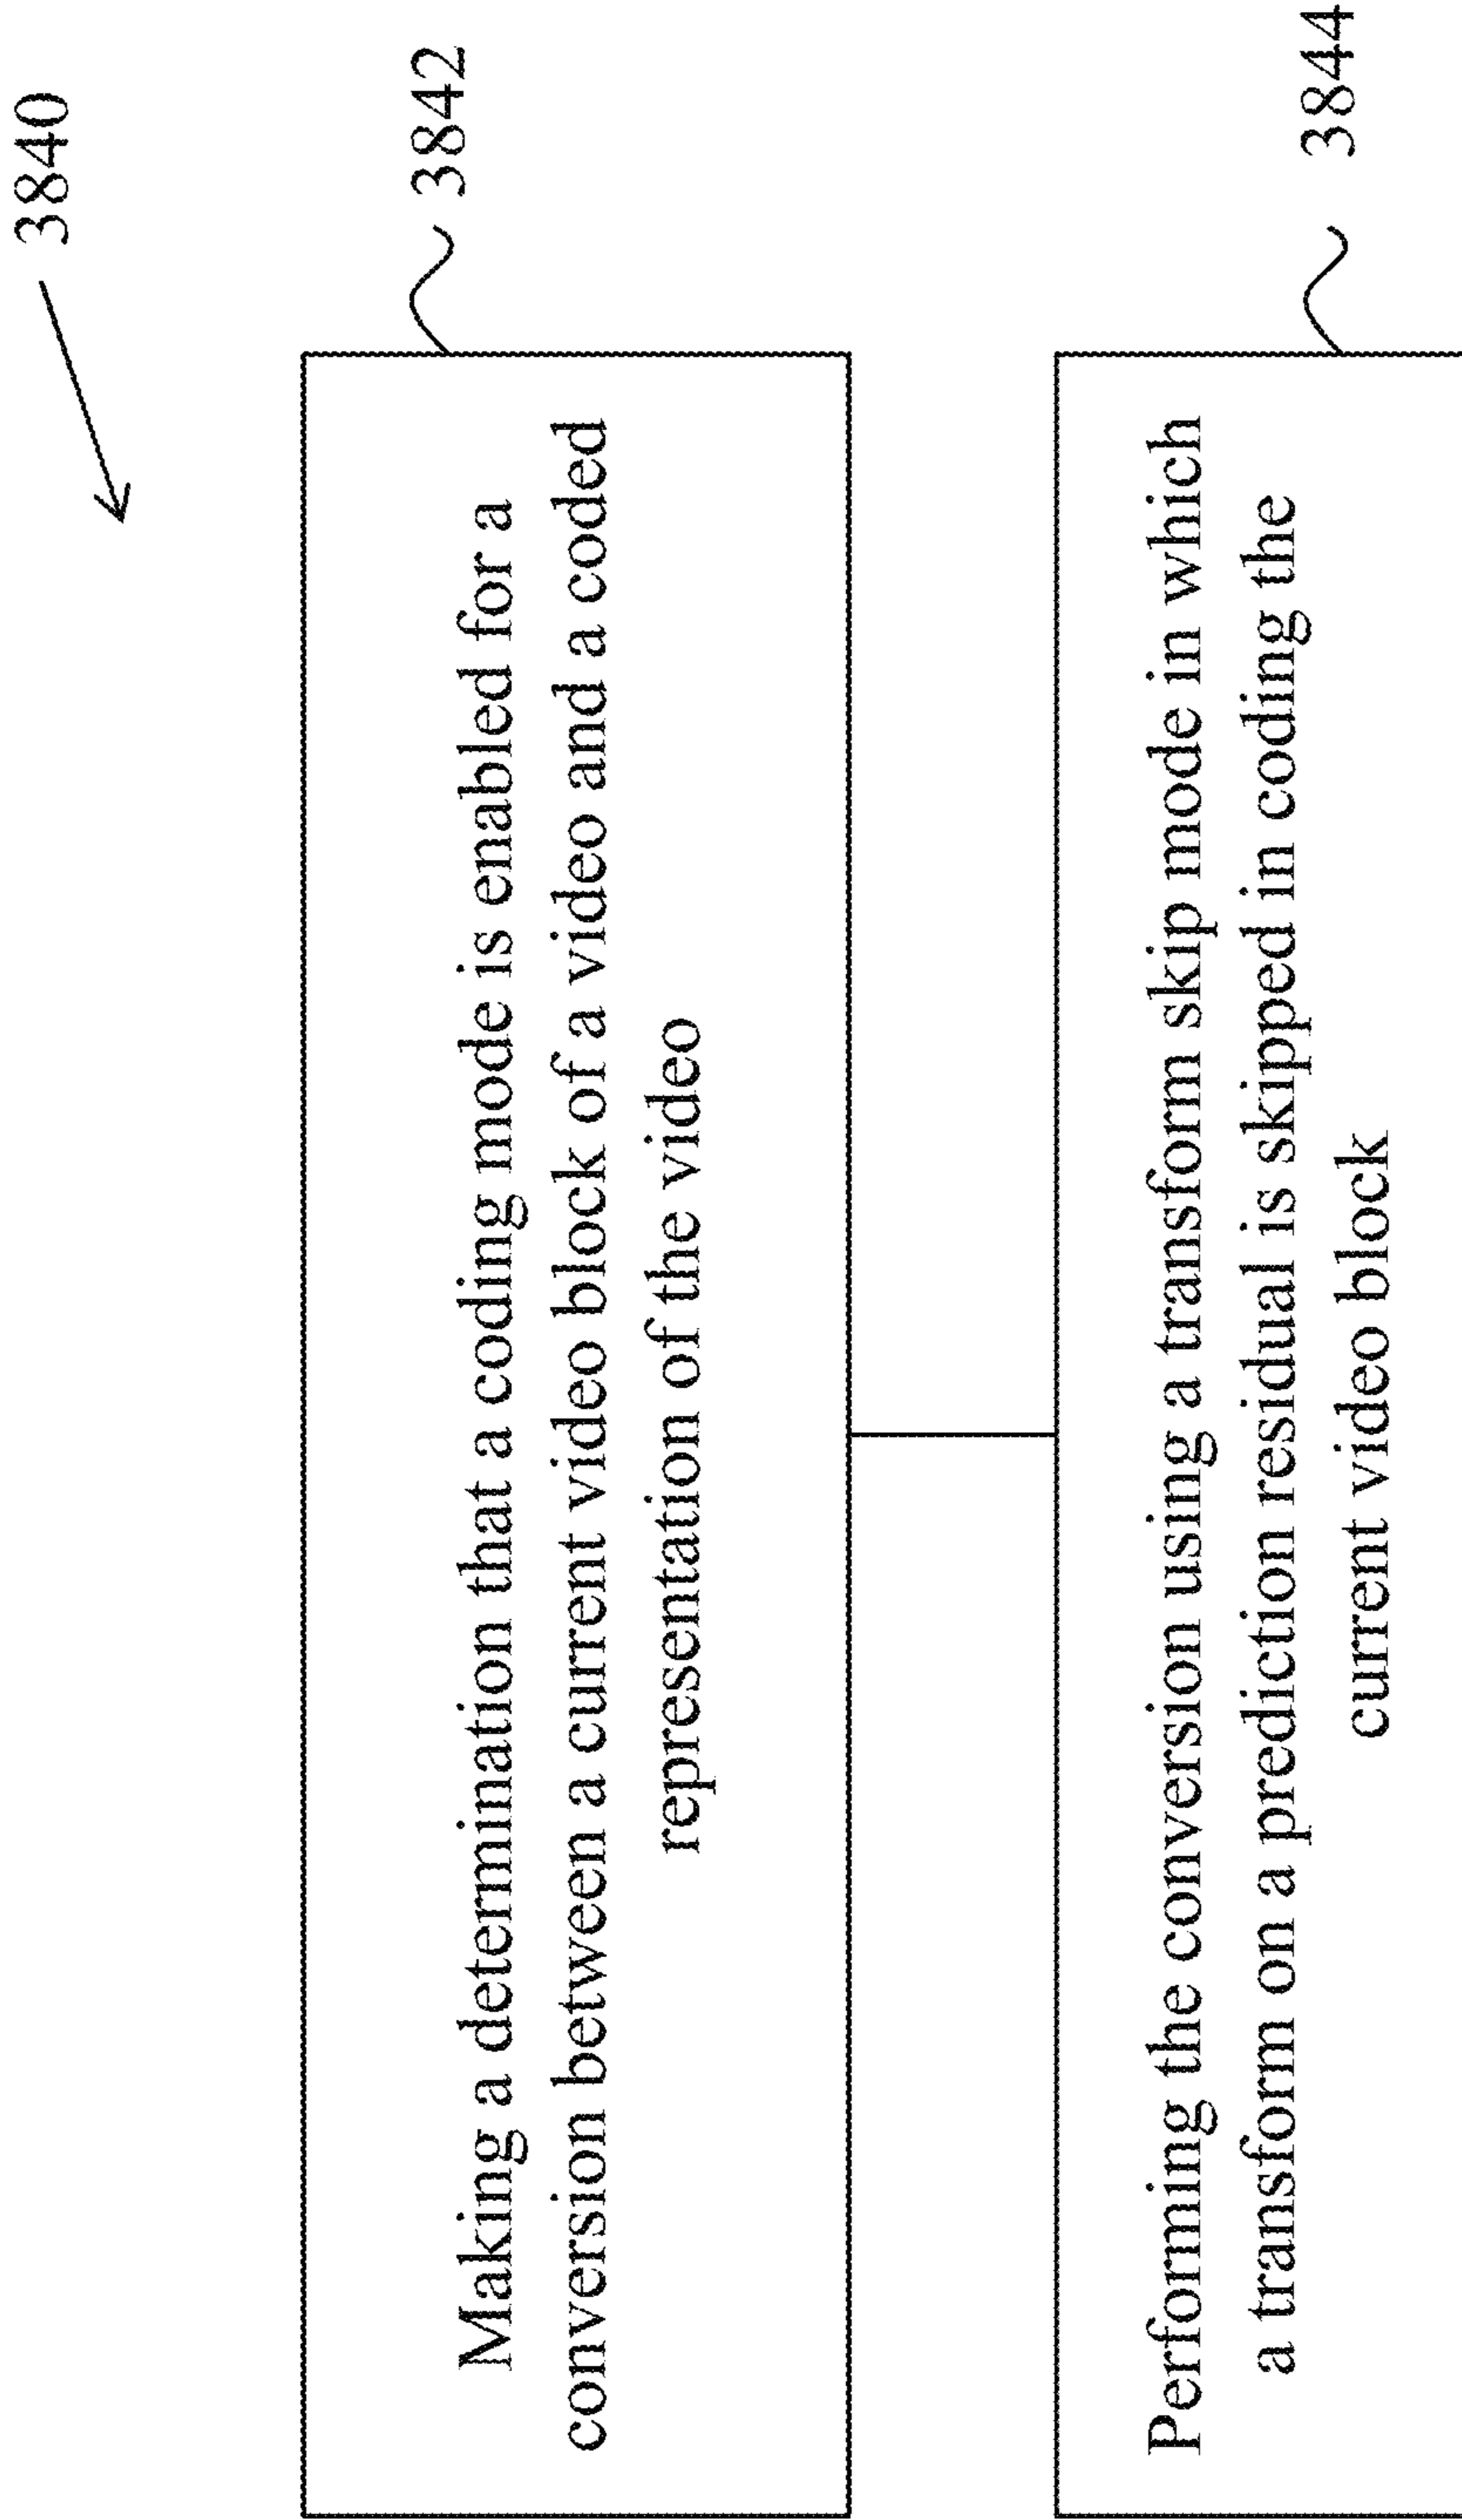 3840
3842
Making a determination that a coding mode is enabled for a
conversion between a current video block of a video and a coded
representation of the video
3844
Performing the conversion using a transform skip mode in which
a transform on a prediction residual is skipped in coding the
current video block